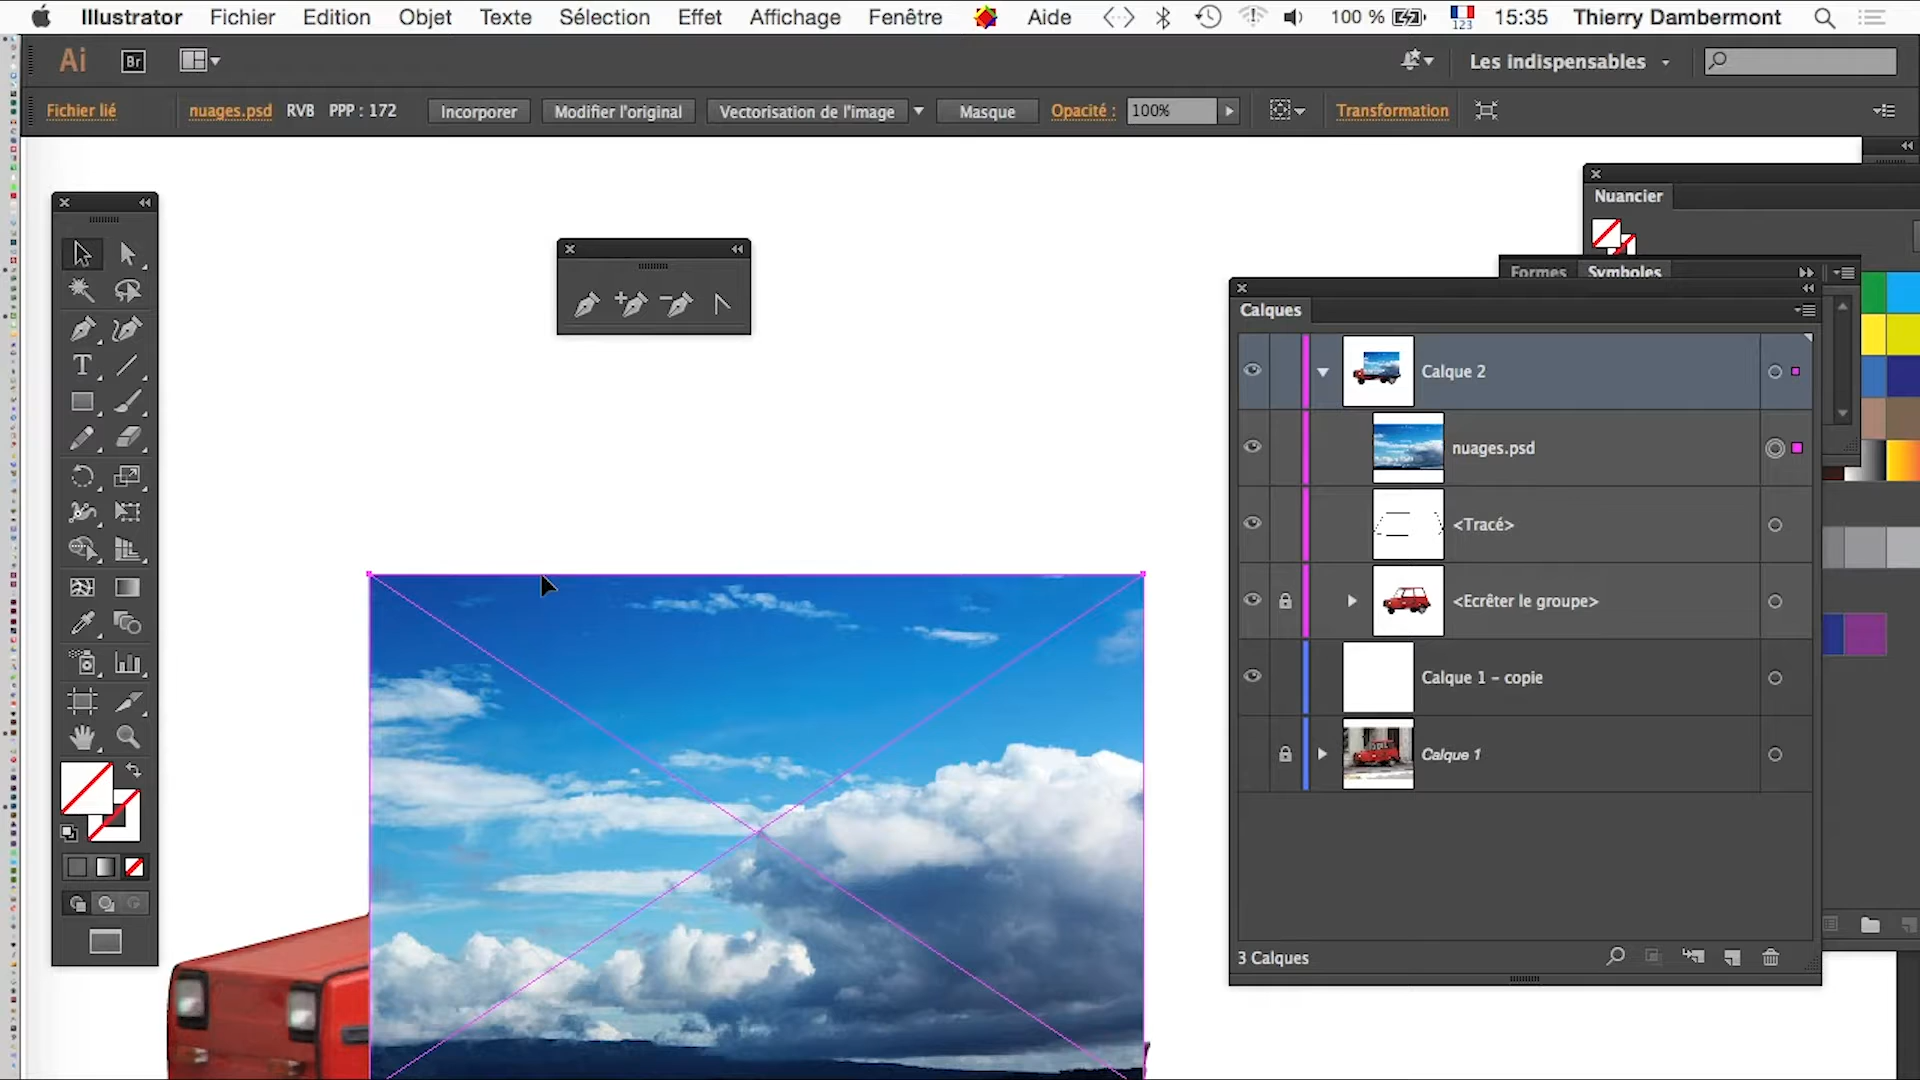 Illustrator Fichier Edition Objet Texte Sélection Effet Affichage Fenêtre Aide 100 % 123 15:35 Thierry Dambermont
Ai Br Les indispensables
Fichier lié nuages.psd RVB PPP : 172 Incorporer Modifier l'original Vectorisation de l'image Masque Opacité : 100% Transformation
Nuancier
Formes Symboles
Calques
Calque 2
nuages.psd
<Tracé>
<Ecrêter le groupe>
Calque 1 - copie
Calque 1
3 Calques